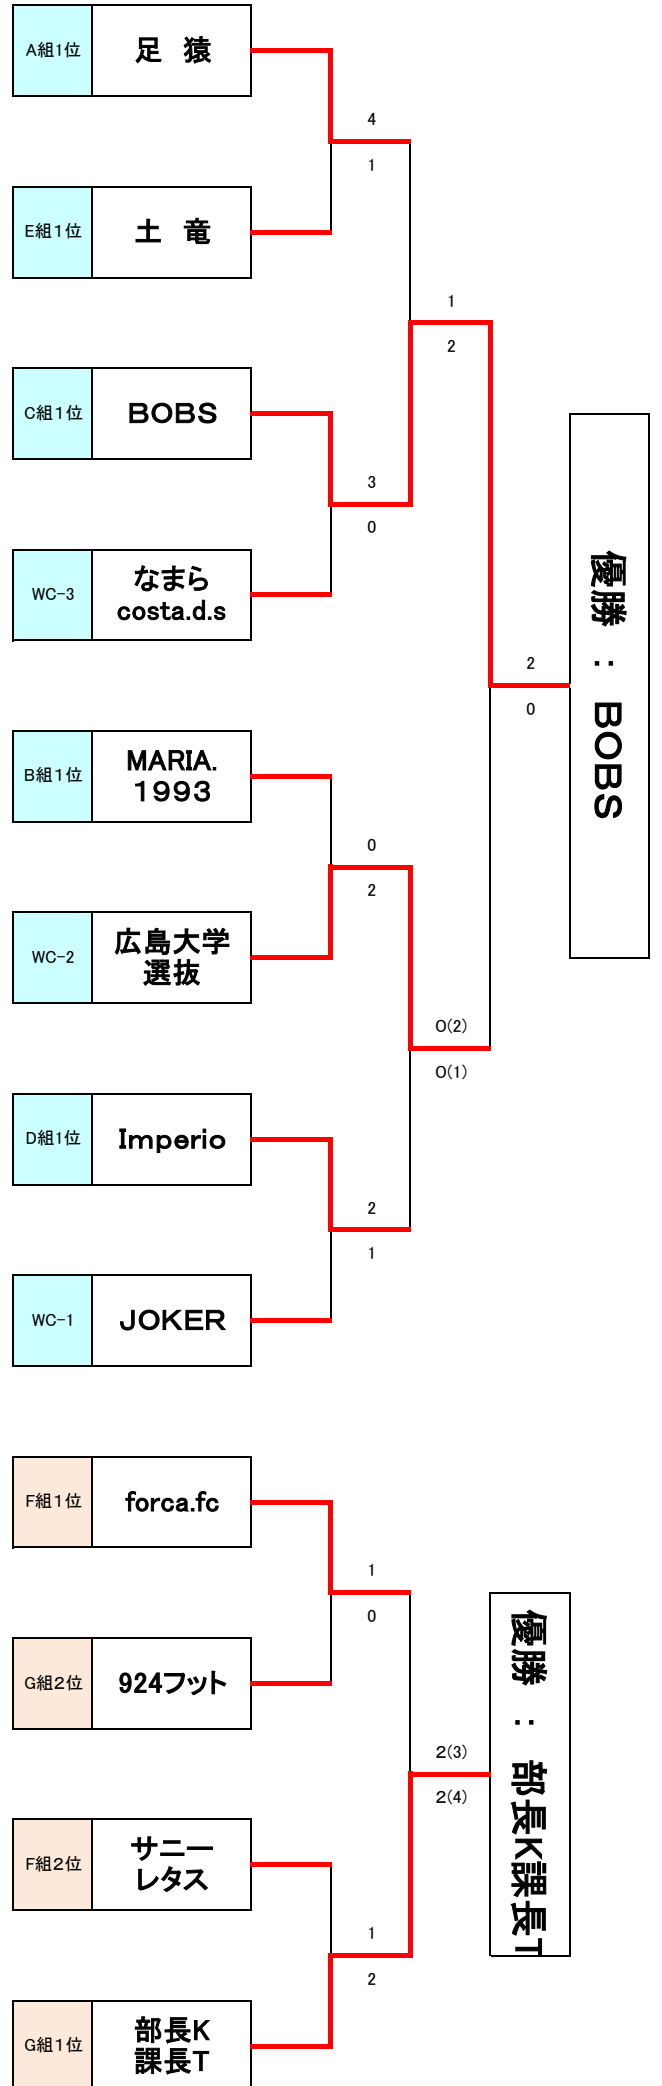 A組1位
足　猿
4
1
E組1位
土　竜
1
2
C組1位
BOBS
3
0
WC-3
なまら
costa.d.s
2
0
優勝　：　BOBS
B組1位
MARIA.
1993
0
2
WC-2
広島大学
選抜
0(2)
0(1)
D組1位
Imperio
2
1
WC-1
JOKER
F組1位
forca.fc
1
0
G組2位
924フット
2(3)
2(4)
優勝　：　部長K課長T
F組2位
サニー
レタス
1
2
G組1位
部長K
課長T